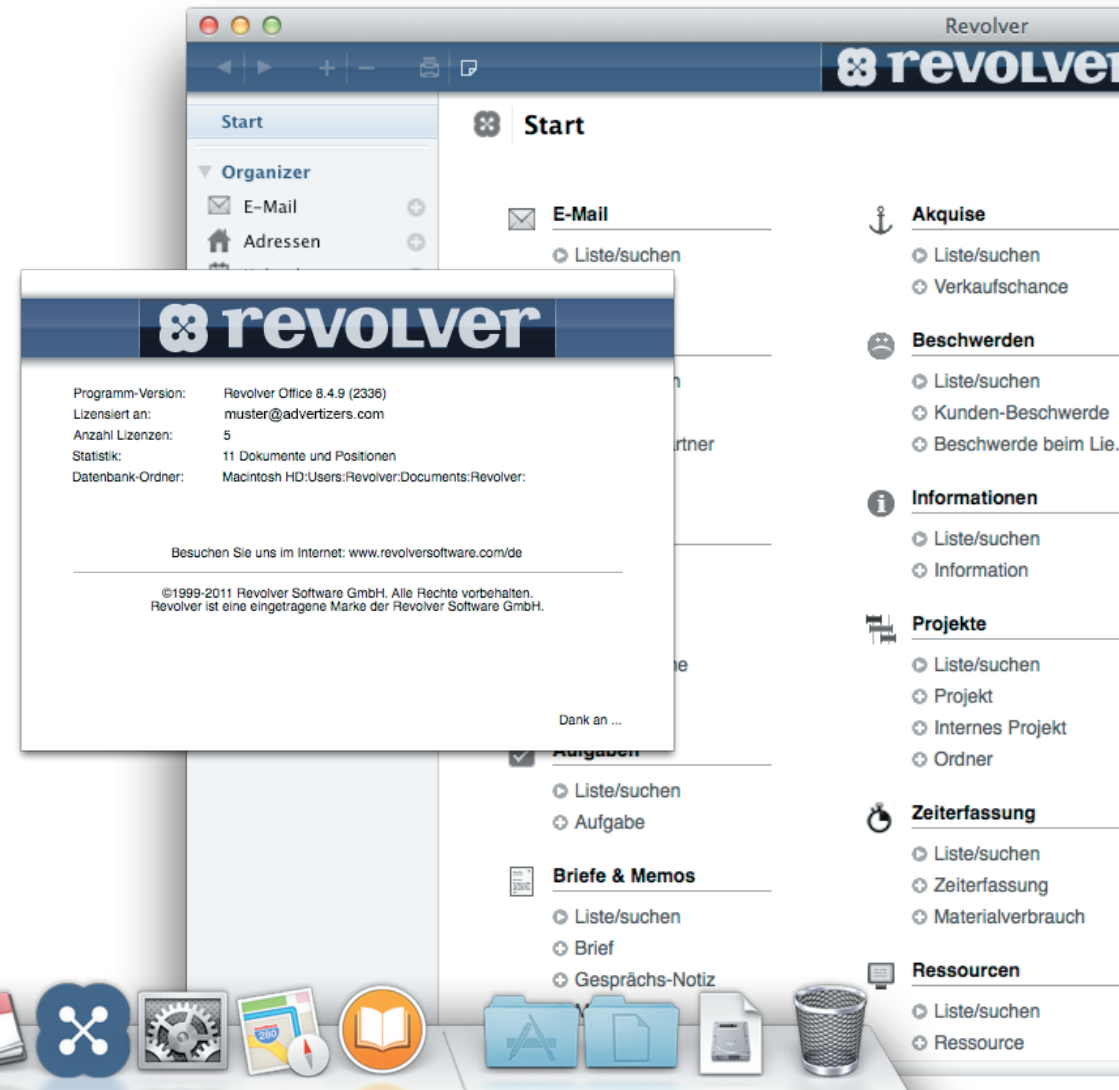 Revolver
revolver
Start
Start
Organizer
E-Mail
Adressen
E-Mail
Liste/suchen
Akquise
Liste/suchen
Verkaufschance
Beschwerden
Liste/suchen
Kunden-Beschwerde
Beschwerde beim Lie.
Informationen
Liste/suchen
Information
Projekte
Liste/suchen
Projekt
Internes Projekt
Ordner
Zeiterfassung
Liste/suchen
Zeiterfassung
Materialverbrauch
Ressourcen
Liste/suchen
Ressource
revolver
Programm-Version: Revolver Office 8.4.9 (2336)
Lizensiert an: muster@advertizers.com
Anzahl Lizenzen: 5
Statistik: 11 Dokumente und Positionen
Datenbank-Ordner: Macintosh HD:Users:Revolver:Documents:Revolver:
Besuchen Sie uns im Internet: www.revolversoftware.com/de
©1999-2011 Revolver Software GmbH. Alle Rechte vorbehalten.
Revolver ist eine eingetragene Marke der Revolver Software GmbH.
Dank an ...
Aufgaben
Liste/suchen
Aufgabe
Briefe & Memos
Liste/suchen
Brief
Gesprächs-Notiz
280